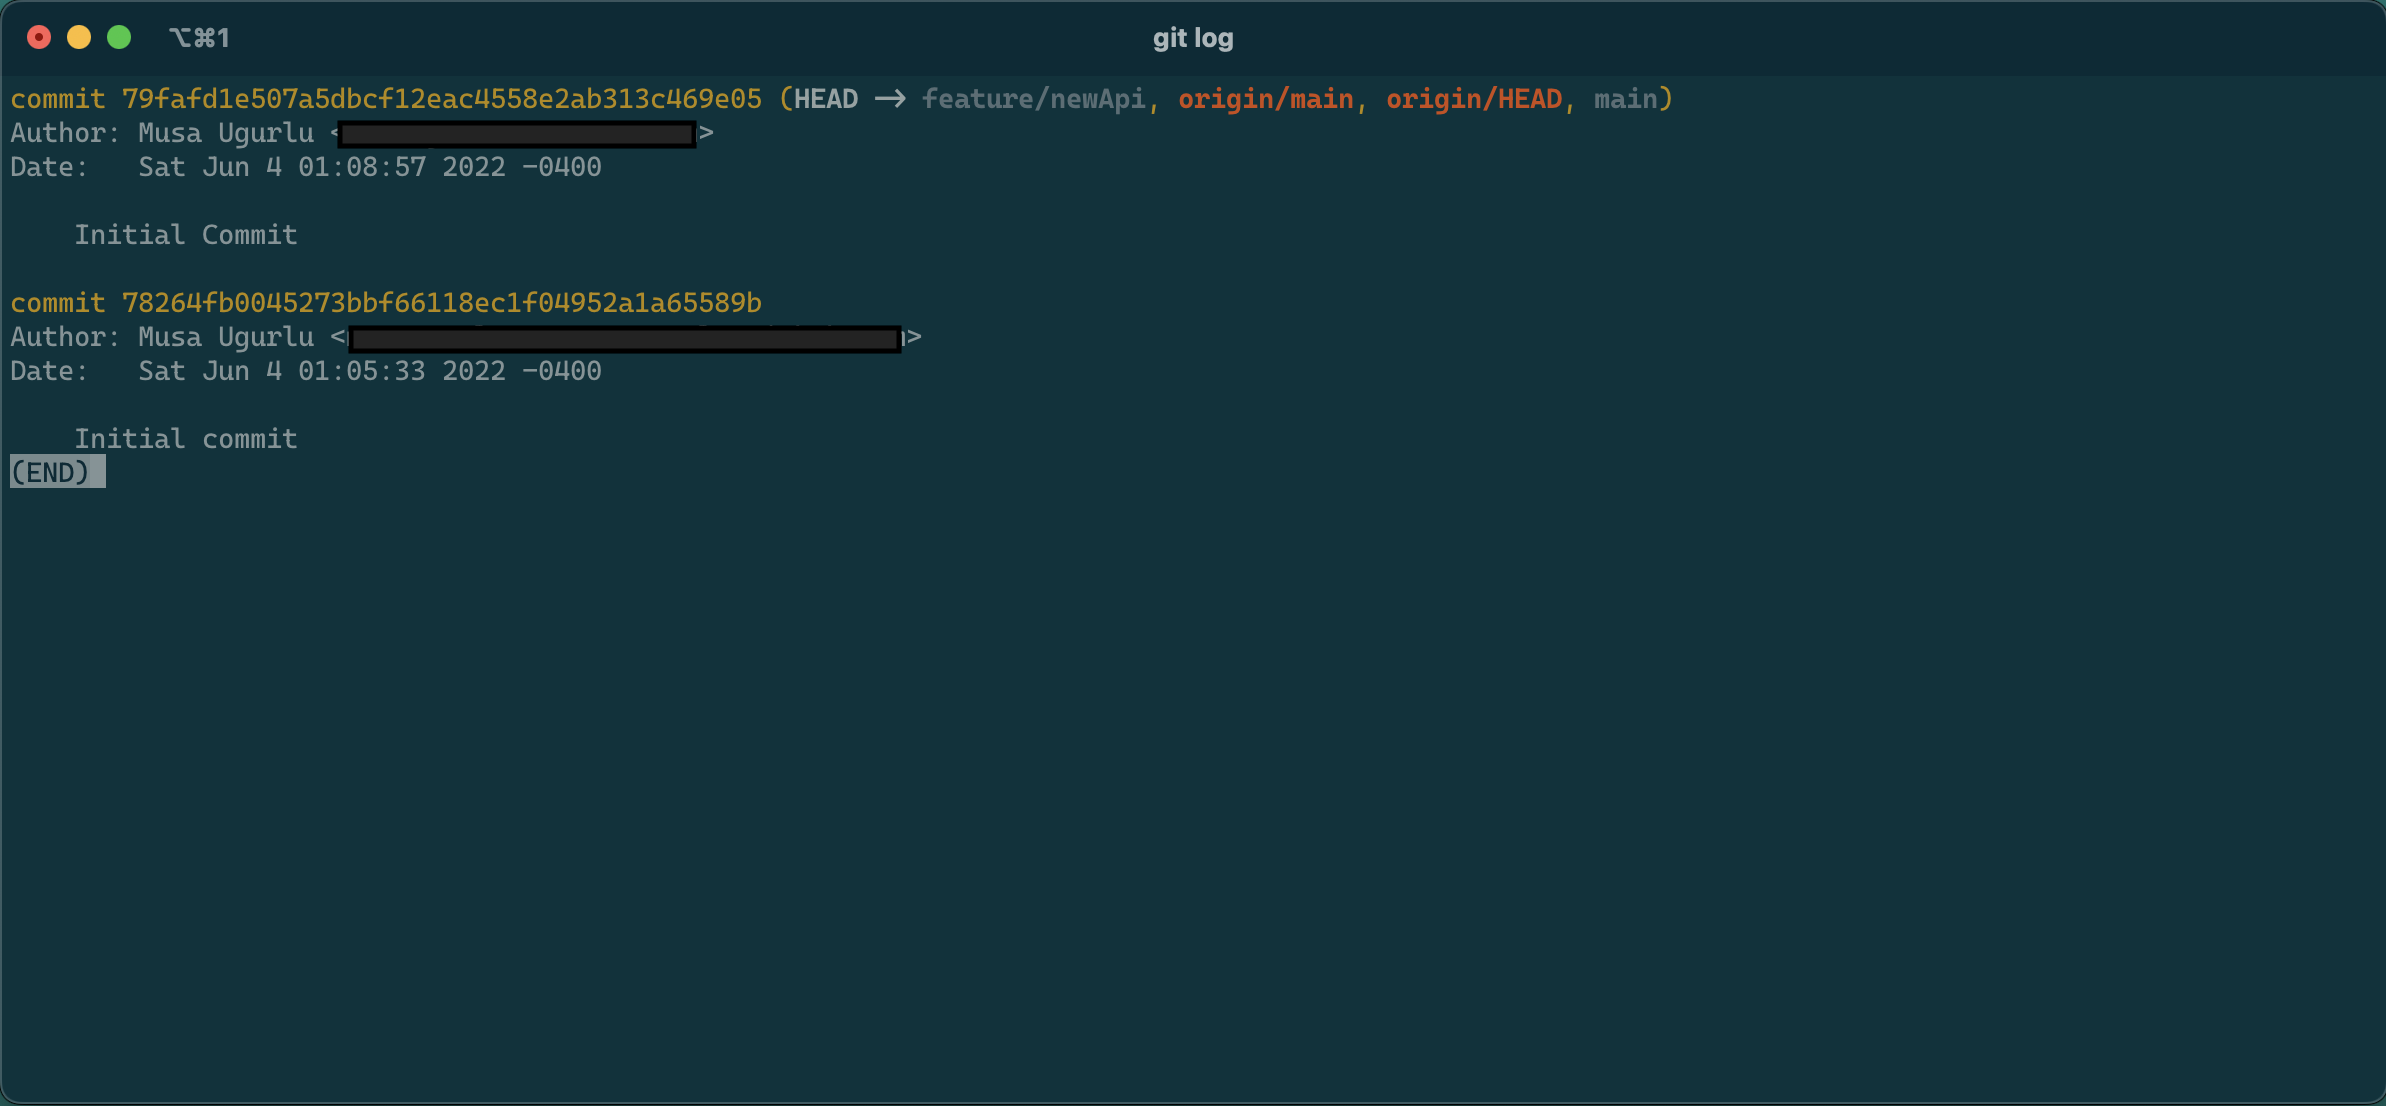 ⌥⌘1
git log
commit 79fafd1e507a5dbcf12eac4558e2ab313c469e05 (HEAD -> feature/newApi, origin/main, origin/HEAD, main)
Author: Musa Ugurlu < >
Date:   Sat Jun 4 01:08:57 2022 -0400
Initial Commit
commit 78264fb0045273bbf66118ec1f04952a1a65589b
Author: Musa Ugurlu < >
Date:   Sat Jun 4 01:05:33 2022 -0400
Initial commit
(END)